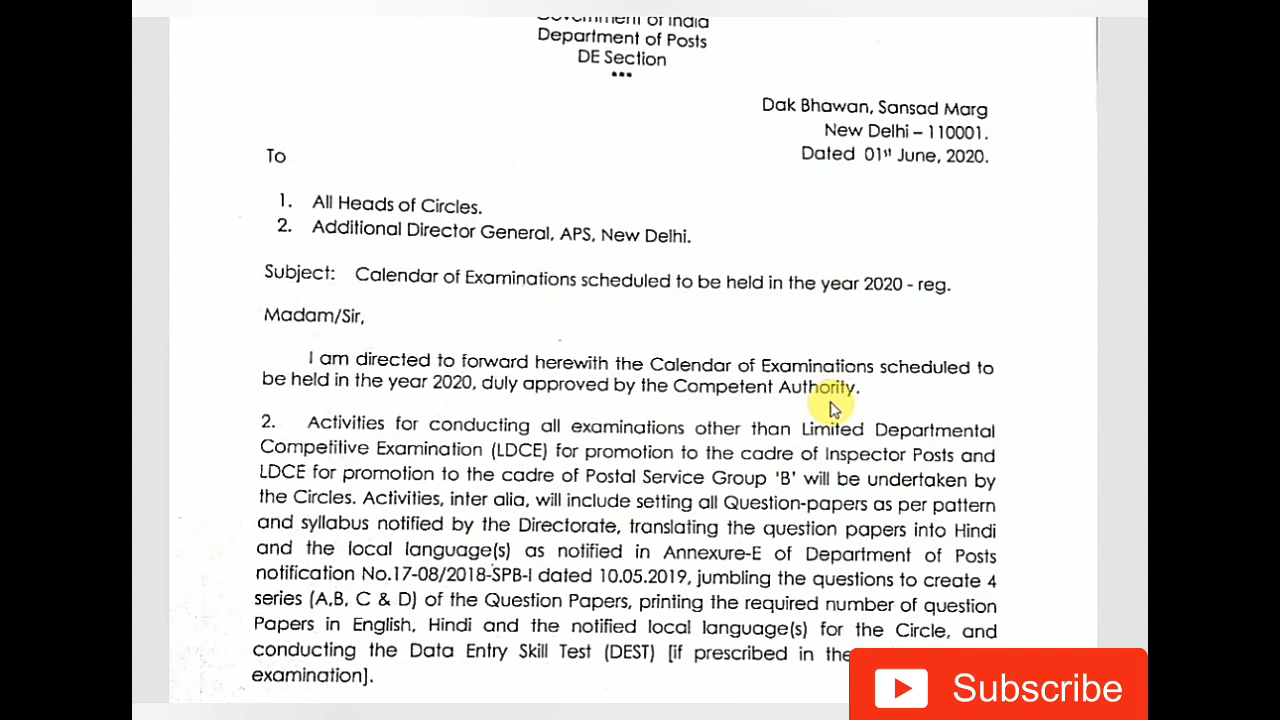 Government of India
Department of Posts
DE Section
•••
Dak Bhawan, Sansad Marg
New Delhi – 110001.
Dated 01st June, 2020.
To
1. All Heads of Circles.
2. Additional Director General, APS, New Delhi.
Subject: Calendar of Examinations scheduled to be held in the year 2020 - reg.
Madam/Sir,
I am directed to forward herewith the Calendar of Examinations scheduled to
be held in the year 2020, duly approved by the Competent Authority.
2. Activities for conducting all examinations other than Limited Departmental
Competitive Examination (LDCE) for promotion to the cadre of Inspector Posts and
LDCE for promotion to the cadre of Postal Service Group 'B' will be undertaken by
the Circles. Activities, inter alia, will include setting all Question-papers as per pattern
and syllabus notified by the Directorate, translating the question papers into Hindi
and the local language(s) as notified in Annexure-E of Department of Posts
notification No.17-08/2018-SPB-I dated 10.05.2019, jumbling the questions to create 4
series (A,B, C & D) of the Question Papers, printing the required number of question
Papers in English, Hindi and the notified local language(s) for the Circle, and
conducting the Data Entry Skill Test (DEST) [if prescribed in the
examination].
Subscribe